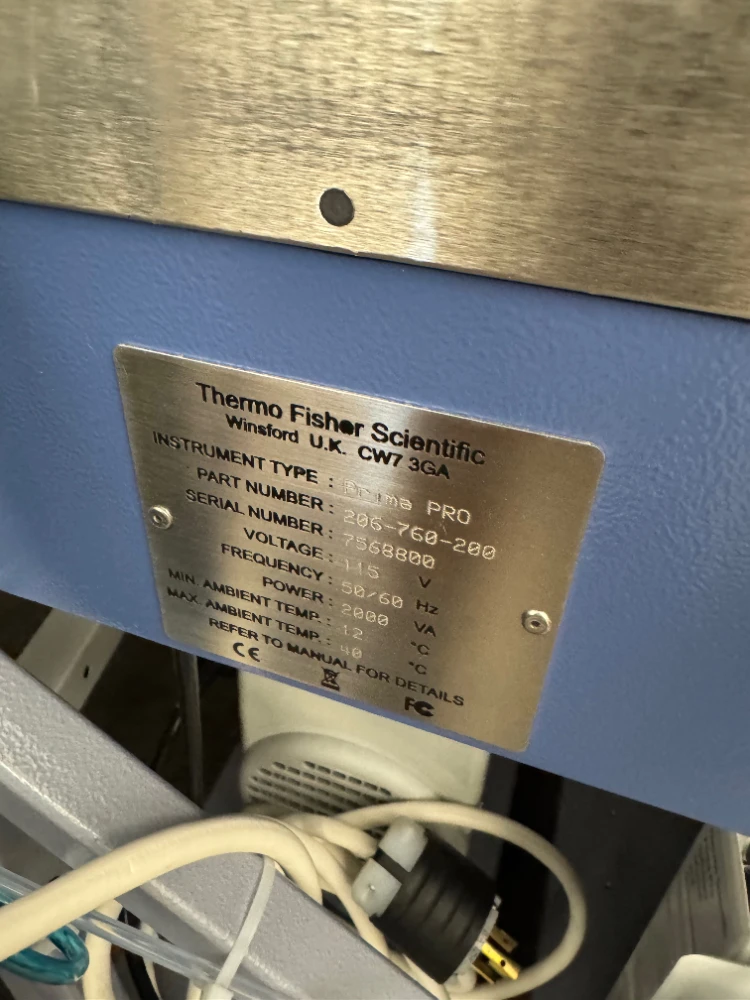 Thermo Fisher Scientific
Winsford U.K. CW7 3GA
INSTRUMENT TYPE : Prima PRO
PART NUMBER : 206-760-200
SERIAL NUMBER : 7568800
VOLTAGE : 115 V
FREQUENCY : 50/60 Hz
POWER : 2000 VA
MIN. AMBIENT TEMP. : 12 °C
MAX. AMBIENT TEMP. : 40 °C
REFER TO MANUAL FOR DETAILS
CE FC